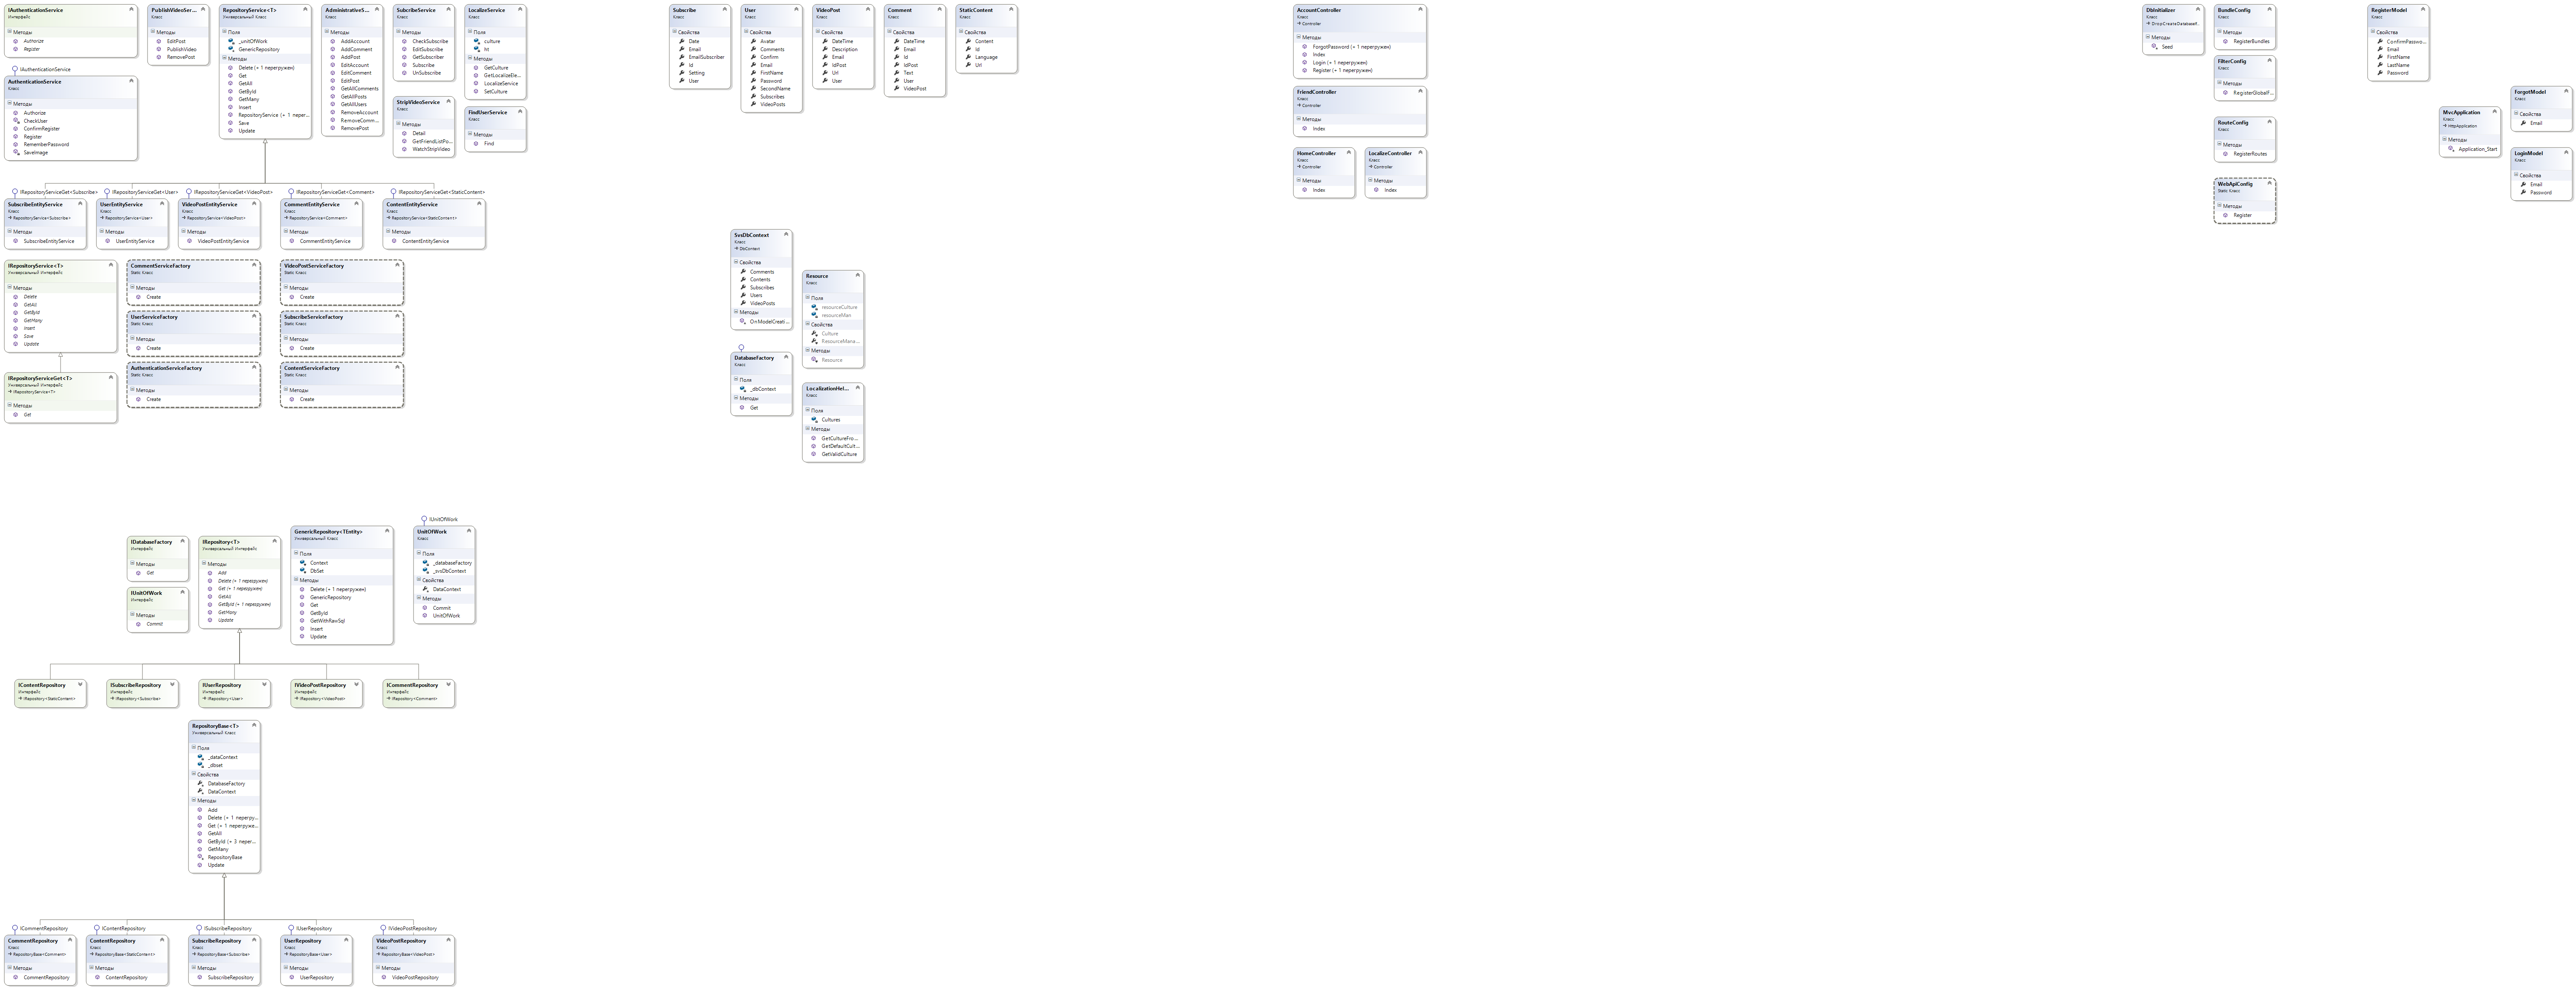 IAuthenticationService
Интерфейс
Методы
Authorize
Register
IAuthenticationService
AuthenticationService
Класс
Методы
Authorize
CheckUser
ConfirmRegister
Register
RememberPassword
SaveImage
PublishVideoSer...
Класс
Методы
EditPost
PublishVideo
RemovePost
RepositoryService<T>
Универсальный Класс
Поля
_unitOfWork
GenericRepository
Методы
Delete (+ 1 перегружен)
Get
GetAll
GetById
GetMany
Insert
RepositoryService (+ 1 перег...
Save
Update
AdministrativeS...
Класс
Методы
AddAccount
AddComment
AddPost
EditAccount
EditComment
EditPost
GetAllComments
GetAllPosts
GetAllUsers
RemoveAccount
RemoveComm...
RemovePost
SubcribeService
Класс
Методы
CheckSubscribe
EditSubscribe
GetSubscriber
Subscribe
UnSubscribe
StripVideoService
Класс
Методы
Detail
GetFriendListPo...
WatchStripVideo
LocalizeService
Класс
Поля
culture
ht
Методы
GetCulture
GetLocalizeEle...
LocalizeService
SetCulture
FindUserService
Класс
Методы
Find
IRepositoryServiceGet<Subscribe>
SubscribeEntityService
Класс
RepositoryService<Subscribe>
Методы
SubscribeEntityService
IRepositoryServiceGet<User>
UserEntityService
Класс
RepositoryService<User>
Методы
UserEntityService
IRepositoryServiceGet<VideoPost>
VideoPostEntityService
Класс
RepositoryService<VideoPost>
Методы
VideoPostEntityService
IRepositoryServiceGet<Comment>
CommentEntityService
Класс
RepositoryService<Comment>
Методы
CommentEntityService
IRepositoryServiceGet<StaticContent>
ContentEntityService
Класс
RepositoryService<StaticContent>
Методы
ContentEntityService
IRepositoryService<T>
Универсальный Интерфейс
Методы
Delete
GetAll
GetById
GetMany
Insert
Save
Update
IRepositoryServiceGet<T>
Универсальный Интерфейс
IRepositoryService<T>
Методы
Get
CommentServiceFactory
Static Класс
Методы
Create
UserServiceFactory
Static Класс
Методы
Create
AuthenticationServiceFactory
Static Класс
Методы
Create
VideoPostServiceFactory
Static Класс
Методы
Create
SubscribeServiceFactory
Static Класс
Методы
Create
ContentServiceFactory
Static Класс
Методы
Create
Subscribe
Класс
Свойства
Date
Email
EmailSubscriber
Id
Setting
User
User
Класс
Свойства
Avatar
Comments
Confirm
Email
FirstName
Password
SecondName
Subscribes
VideoPosts
VideoPost
Класс
Свойства
DateTime
Description
Email
IdPost
Url
User
Comment
Класс
Свойства
DateTime
Email
Id
IdPost
Text
User
VideoPost
StaticContent
Класс
Свойства
Content
Id
Language
Url
SvsDbContext
Класс
DbContext
Свойства
Comments
Contents
Subscribes
Users
VideoPosts
Методы
OnModelCreati...
DatabaseFactory
Класс
Поля
_dbContext
Методы
Get
Resource
Класс
Поля
resourceCulture
resourceMan
Свойства
Culture
ResourceMana...
Методы
Resource
LocalizationHel...
Класс
Поля
Cultures
Методы
GetCultureFro...
GetDefaultCult...
GetValidCulture
AccountController
Класс
Controller
Методы
ForgotPassword (+ 1 перегружен)
Index
Login (+ 1 перегружен)
Register (+ 1 перегружен)
FriendController
Класс
Controller
Методы
Index
HomeController
Класс
Controller
Методы
Index
LocalizeController
Класс
Controller
Методы
Index
DbInitializer
Класс
DropCreateDatabaseIf...
Методы
Seed
BundleConfig
Класс
Методы
RegisterBundles
FilterConfig
Класс
Методы
RegisterGlobalF...
RouteConfig
Класс
Методы
RegisterRoutes
WebApiConfig
Static Класс
Методы
Register
RegisterModel
Класс
Свойства
ConfirmPasswo...
Email
FirstName
LastName
Password
MvcApplication
Класс
HttpApplication
Методы
Application_Start
ForgotModel
Класс
Свойства
Email
LoginModel
Класс
Свойства
Email
Password
IDatabaseFactory
Интерфейс
Методы
Get
IUnitOfWork
Интерфейс
Методы
Commit
IRepository<T>
Универсальный Интерфейс
Методы
Add
Delete (+ 1 перегружен)
Get (+ 1 перегружен)
GetAll
GetById (+ 1 перегружен)
GetMany
Update
GenericRepository<TEntity>
Универсальный Класс
Поля
Context
DbSet
Методы
Delete (+ 1 перегружен)
GenericRepository
Get
GetById
GetWithRawSql
Insert
Update
IUnitOfWork
UnitOfWork
Класс
Поля
_databaseFactory
_svsDbContext
Свойства
DataContext
Методы
Commit
UnitOfWork
IContentRepository
Интерфейс
IRepository<StaticContent>
ISubscribeRepository
Интерфейс
IRepository<Subscribe>
IUserRepository
Интерфейс
IRepository<User>
IVideoPostRepository
Интерфейс
IRepository<VideoPost>
ICommentRepository
Интерфейс
IRepository<Comment>
RepositoryBase<T>
Универсальный Класс
Поля
_dataContext
_dbset
Свойства
DatabaseFactory
DataContext
Методы
Add
Delete (+ 1 перегру...
Get (+ 1 перегруже...
GetAll
GetById (+ 3 перег...
GetMany
RepositoryBase
Update
ICommentRepository
CommentRepository
Класс
RepositoryBase<Comment>
Методы
CommentRepository
IContentRepository
ContentRepository
Класс
RepositoryBase<StaticContent>
Методы
ContentRepository
ISubscribeRepository
SubscribeRepository
Класс
RepositoryBase<Subscribe>
Методы
SubscribeRepository
IUserRepository
UserRepository
Класс
RepositoryBase<User>
Методы
UserRepository
IVideoPostRepository
VideoPostRepository
Класс
RepositoryBase<VideoPost>
Методы
VideoPostRepository